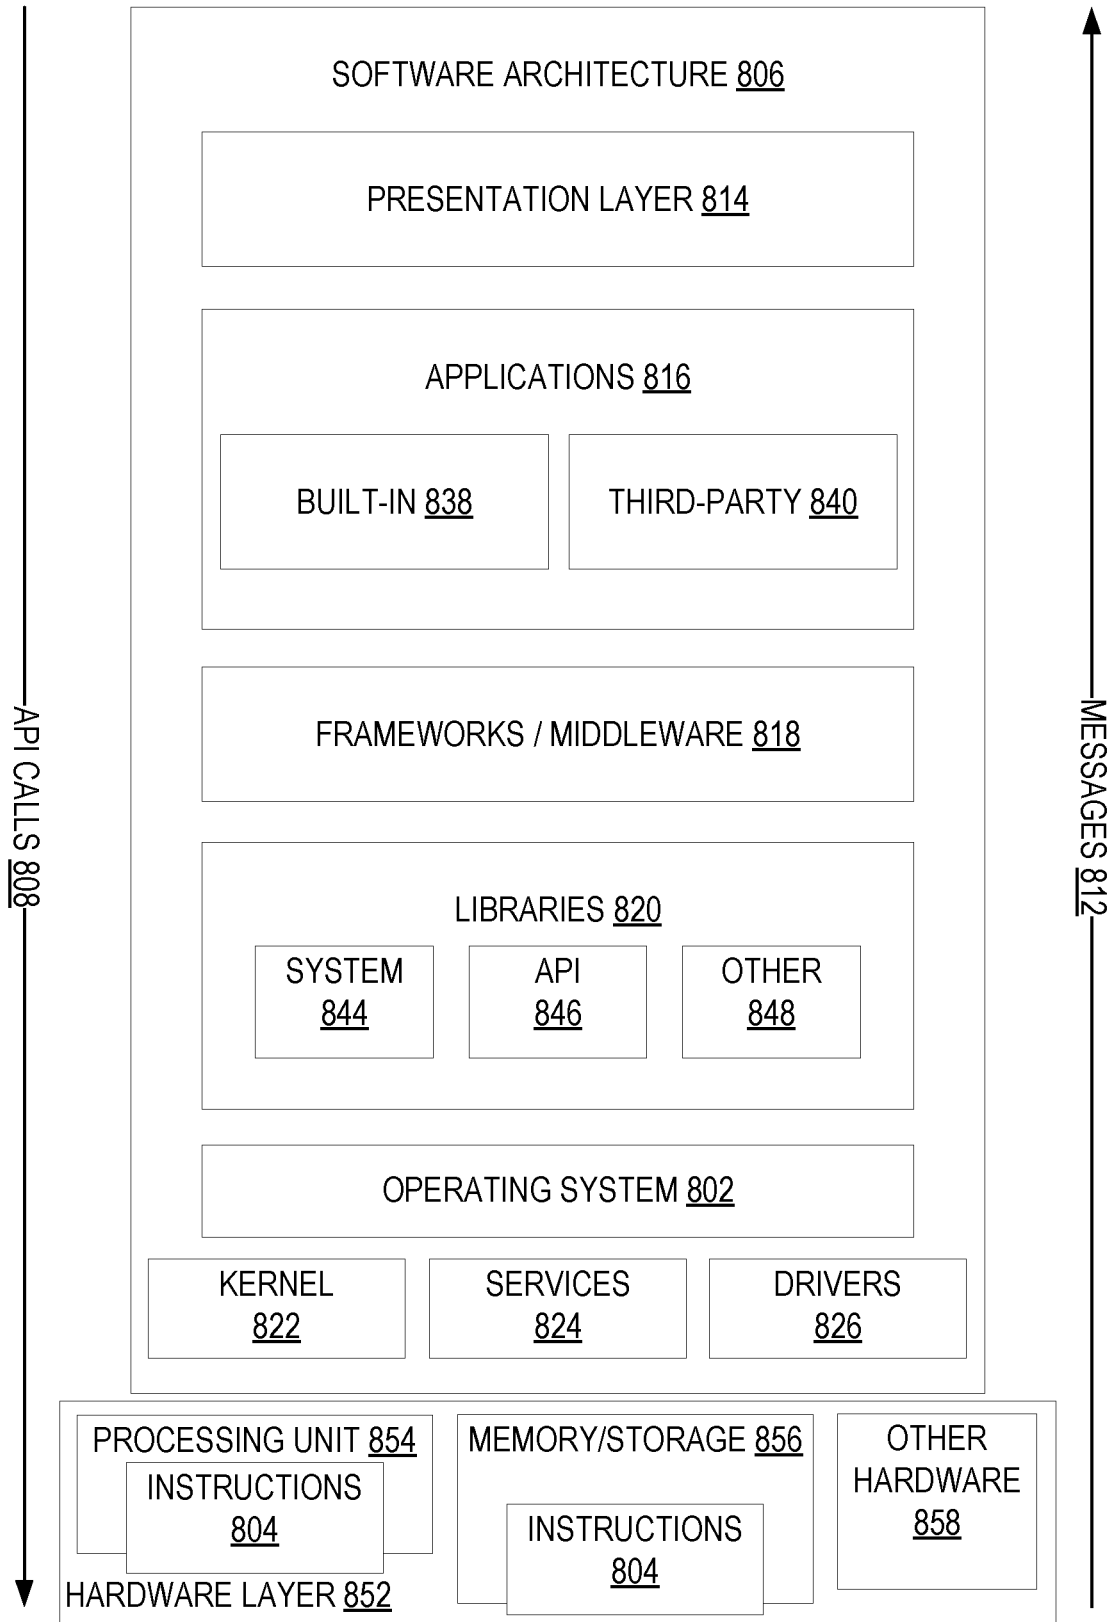 SOFTWARE ARCHITECTURE 806
PRESENTATION LAYER 814
APPLICATIONS 816
BUILT-IN 838
THIRD-PARTY 840
FRAMEWORKS / MIDDLEWARE 818
API CALLS 808
MESSAGES 812
LIBRARIES 820
SYSTEM
844
API
846
OTHER
848
OPERATING SYSTEM 802
KERNEL
822
SERVICES
824
DRIVERS
826
PROCESSING UNIT 854
INSTRUCTIONS
804
MEMORY/STORAGE 856
INSTRUCTIONS
804
OTHER
HARDWARE
858
HARDWARE LAYER 852